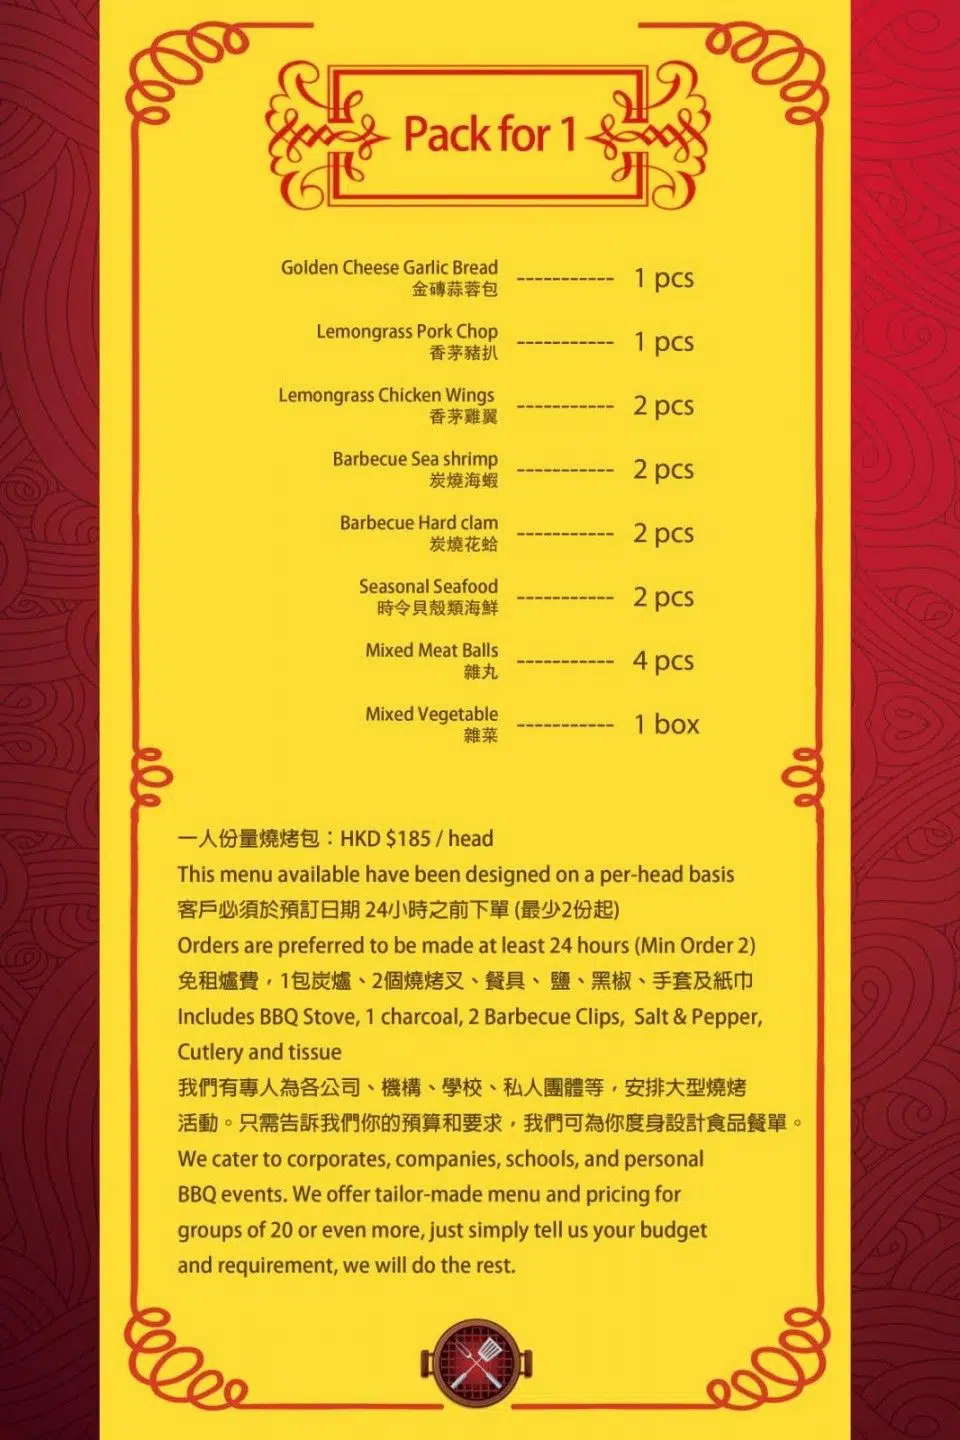 Pack for 1
Golden Cheese Garlic Bread ----------- 1 pcs
金磚蒜蓉包
Lemongrass Pork Chop ----------- 1 pcs
香茅豬扒
Lemongrass Chicken Wings ----------- 2 pcs
香茅雞翼
Barbecue Sea shrimp ----------- 2 pcs
炭燒海蝦
Barbecue Hard clam ----------- 2 pcs
炭燒花蛤
Seasonal Seafood ----------- 2 pcs
時令貝殼類海鮮
Mixed Meat Balls ----------- 4 pcs
雜丸
Mixed Vegetable ----------- 1 box
雜菜
一人份量燒烤包：HKD $185 / head
This menu available have been designed on a per-head basis
客戶必須於預訂日期 24小時之前下單 (最少2份起)
Orders are preferred to be made at least 24 hours (Min Order 2)
免租爐費，1包炭爐、2個燒烤叉、餐具、 鹽、黑椒、手套及紙巾
Includes BBQ Stove, 1 charcoal, 2 Barbecue Clips, Salt & Pepper,
Cutlery and tissue
我們有專人為各公司、機構、學校、私人團體等，安排大型燒烤
活動。只需告訴我們你的預算和要求，我們可為你度身設計食品餐單。
We cater to corporates, companies, schools, and personal
BBQ events. We offer tailor-made menu and pricing for
groups of 20 or even more, just simply tell us your budget
and requirement, we will do the rest.